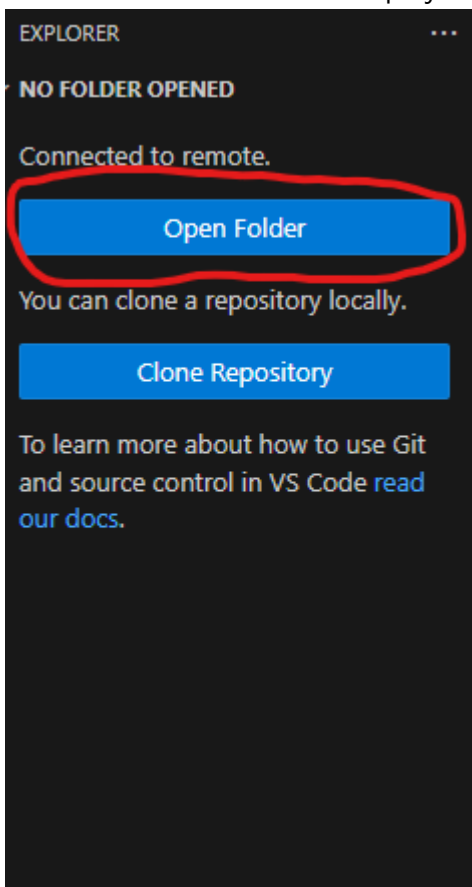 EXPLORER ...
NO FOLDER OPENED
Connected to remote.
Open Folder
You can clone a repository locally.
Clone Repository
To learn more about how to use Git
and source control in VS Code read
our docs.